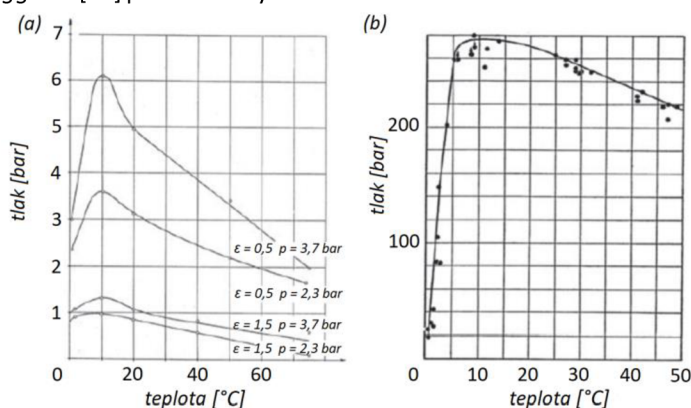 (a)
tlak [bar]
7
6
5
4
3
2
1
0
20
40
60
teplota [°C]
ε = 0,5 p = 3,7 bar
ε = 0,5 p = 2,3 bar
ε = 1,5 p = 3,7 bar
ε = 1,5 p = 2,3 bar
(b)
tlak [bar]
200
100
0
10
20
30
40
50
teplota [°C]